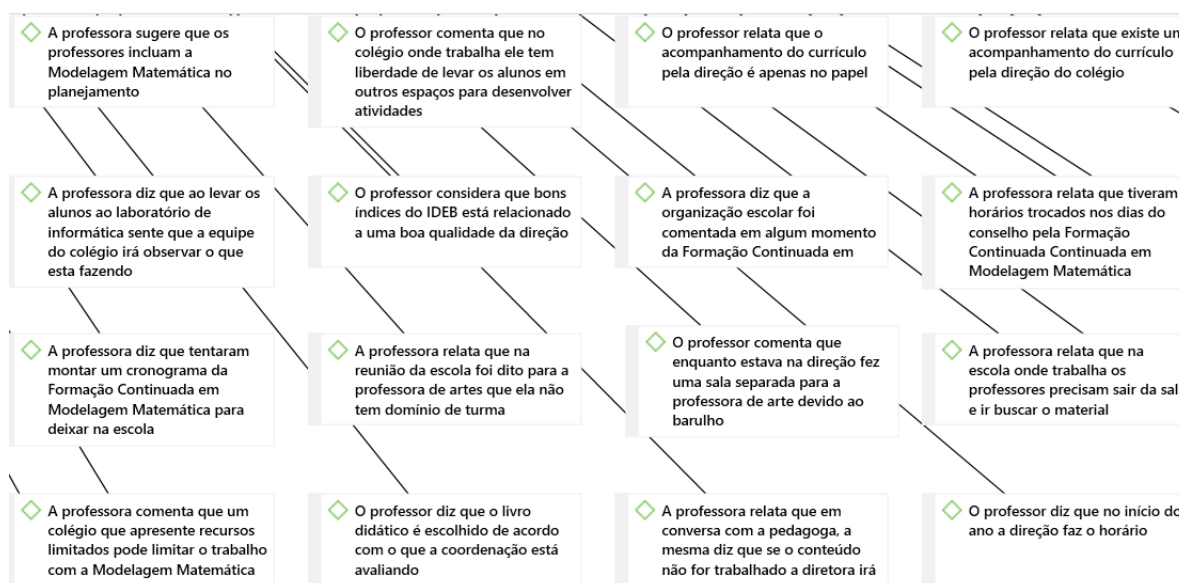 A professora sugere que os
professores incluam a
Modelagem Matemática no
planejamento
O professor comenta que no
colégio onde trabalha ele tem
liberdade de levar os alunos em
outros espaços para desenvolver
atividades
O professor relata que o
acompanhamento do currículo
pela direção é apenas no papel
O professor relata que existe um
acompanhamento do currículo
pela direção do colégio
A professora diz que ao levar os
alunos ao laboratório de
informática sente que a equipe
do colégio irá observar o que
esta fazendo
O professor considera que bons
índices do IDEB está relacionado
a uma boa qualidade da direção
A professora diz que a
organização escolar foi
comentada em algum momento
da Formação Continuada em
A professora relata que tiveram
horários trocados nos dias do
conselho pela Formação
Continuada Continuada em
Modelagem Matemática
A professora diz que tentaram
montar um cronograma da
Formação Continuada em
Modelagem Matemática para
deixar na escola
A professora relata que na
reunião da escola foi dito para a
professora de artes que ela não
tem domínio de turma
O professor comenta que
enquanto estava na direção fez
uma sala separada para a
professora de arte devido ao
barulho
A professora relata que na
escola onde trabalha os
professores precisam sair da sala
e ir buscar o material
A professora comenta que um
colégio que apresente recursos
limitados pode limitar o trabalho
com a Modelagem Matemática
O professor diz que o livro
didático é escolhido de acordo
com o que a coordenação está
avaliando
A professora relata que em
conversa com a pedagoga, a
mesma diz que se o conteúdo
não for trabalhado a diretora irá
O professor diz que no início do
ano a direção faz o horário